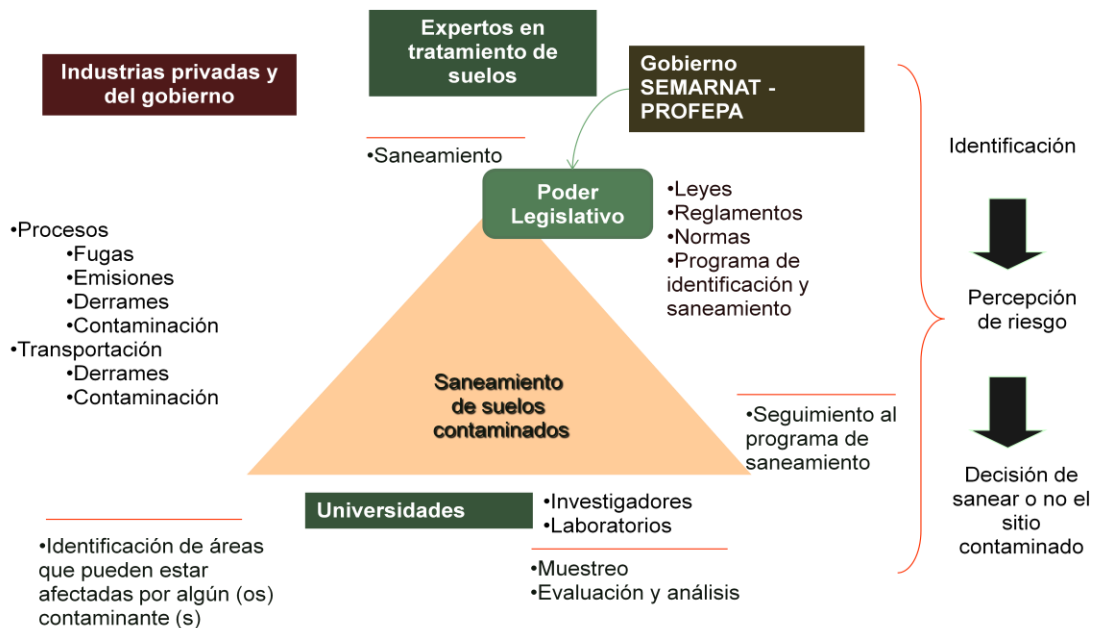 Industrias privadas y
del gobierno
•Procesos
•Fugas
•Emisiones
•Derrames
•Contaminación
•Transportación
•Derrames
•Contaminación
•Identificación de áreas
que pueden estar
afectadas por algún (os)
contaminante (s)
Expertos en
tratamiento de
suelos
•Saneamiento
Gobierno
SEMARNAT -
PROFEPA
Poder
Legislativo
•Leyes
•Reglamentos
•Normas
•Programa de
identificación y
saneamiento
•Seguimiento al
programa de
saneamiento
Saneamiento
de suelos
contaminados
Universidades
•Investigadores
•Laboratorios
•Muestreo
•Evaluación y análisis
Identificación
Percepción
de riesgo
Decisión de
sanear o no el
sitio
contaminado